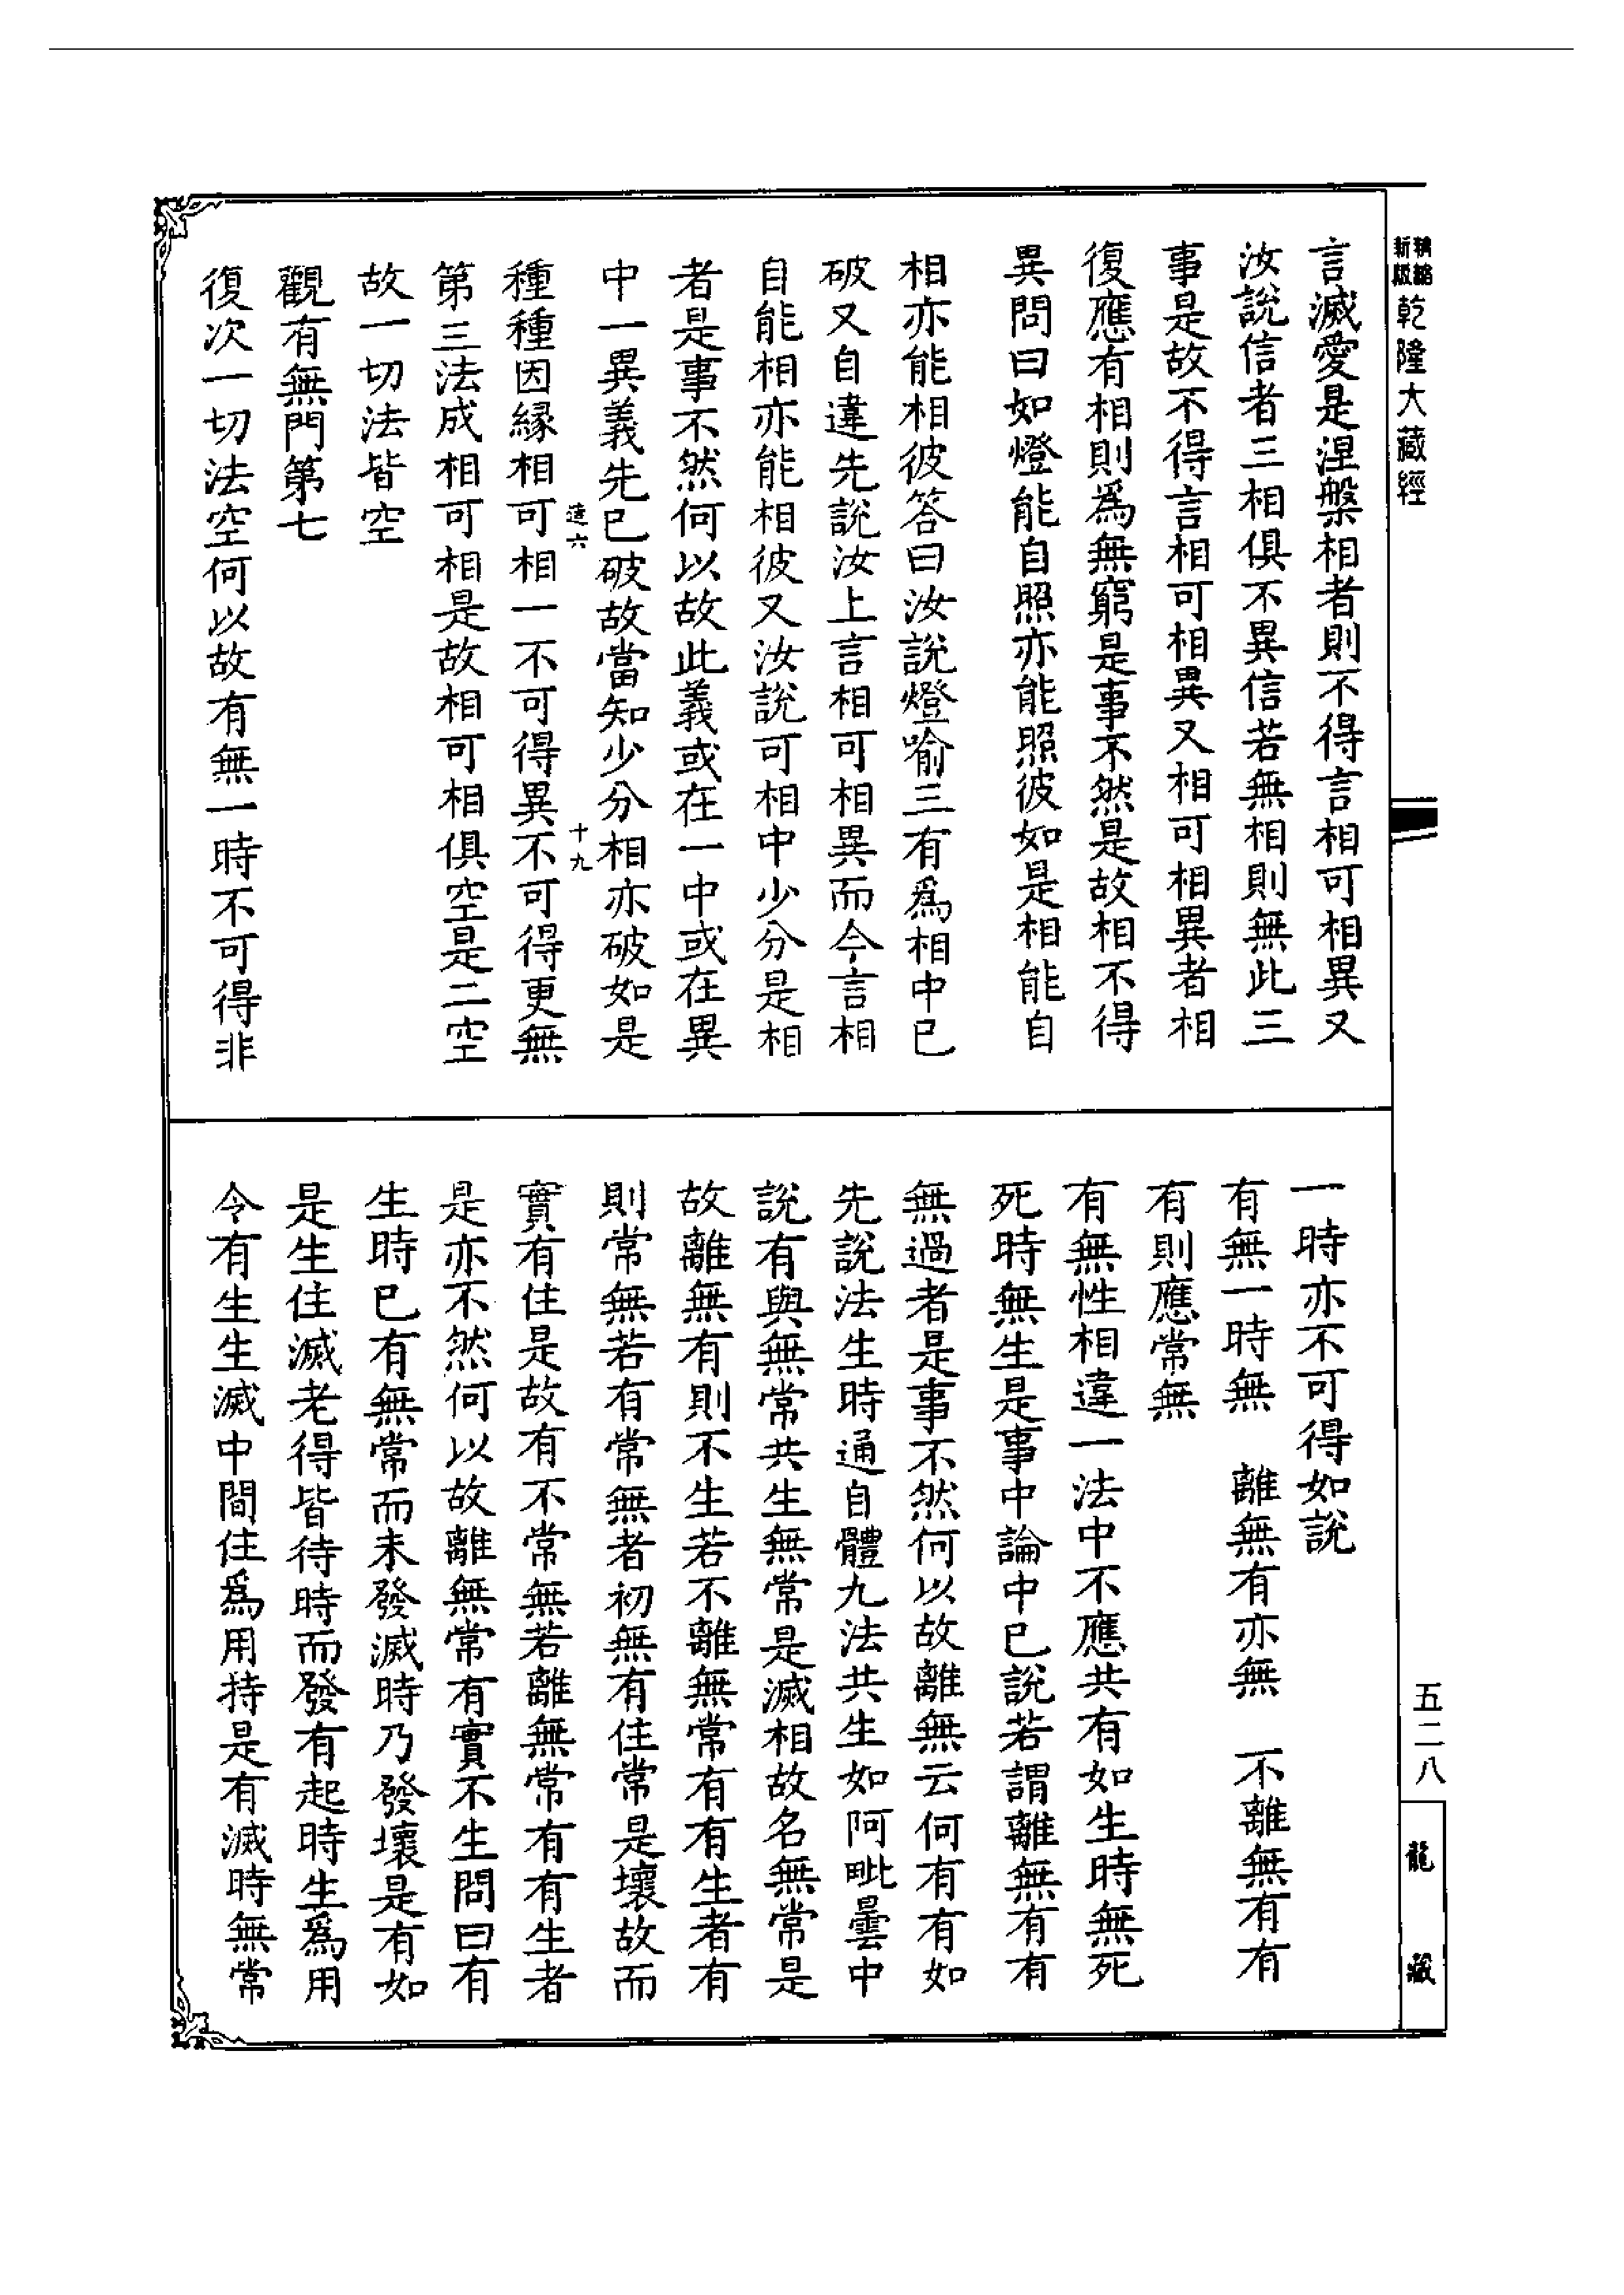 精縮新版乾隆大藏經
言滅愛是涅槃相者則不得言相可相異又
汝說信者三相俱不異信若無相則無此三
事是故不得言相可相異又相可相異者相
復應有相則爲無窮是事不然是故相不得
異問曰如燈能自照亦能照彼如是相能自
相亦能相彼答曰汝說燈喻三有爲相中已
破又自違先說汝上言相可相異而今言相
自能相亦能相彼又汝說可相中少分是相
者是事不然何以故此義或在一中或在異
中一異義先已破故當知少分相亦破如是
十九
種種因緣相可相一不可得異不可得更無
第三法成相可相是故相可相俱空是二空
故一切法皆空
觀有無門第七
復次一切法空何以故有無一時不可得非
一時亦不可得如說
有無一時無 離無有亦無 不離無有有
有則應常無
有無性相違一法中不應共有如生時無死
死時無生是事中論中已說若謂離無有有
無過者是事不然何以故離無云何有有如
先說法生時通自體九法共生如阿毗曇中
說有與無常共生無常是滅相故名無常是
故離無有則不生若不離無常有有生者有
則常無若有常無者初無有住常是壞故而
實有住是故有不常無若離無常有有生者
是亦不然何以故離無常有實不生問曰有
生時已有無常而未發滅時乃發壞是有如
是生住滅老得皆待時而發有起時生爲用
令有生生滅中間住爲用持是有滅時無常
五二八
龍藏